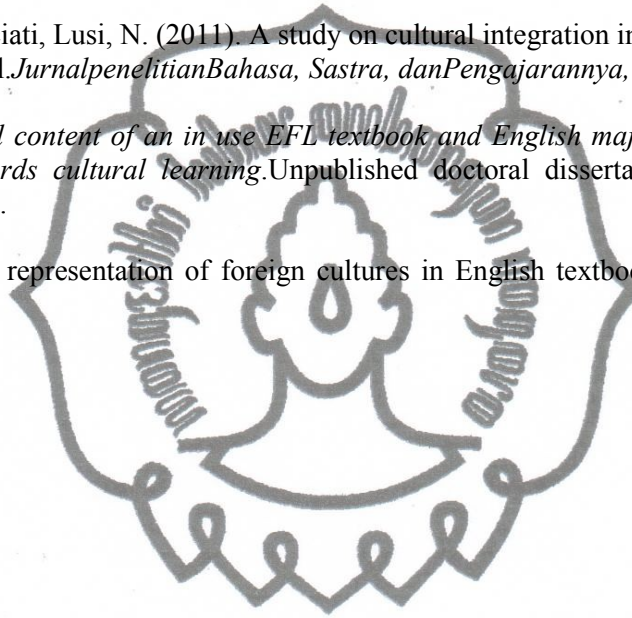 iati, Lusi, N. (2011). A study on cultural integration in
l.JurnalpenelitianBahasa, Sastra, danPengajarannya,
l content of an in use EFL textbook and English maj
rds cultural learning.Unpublished doctoral disserta
.
representation of foreign cultures in English textboo